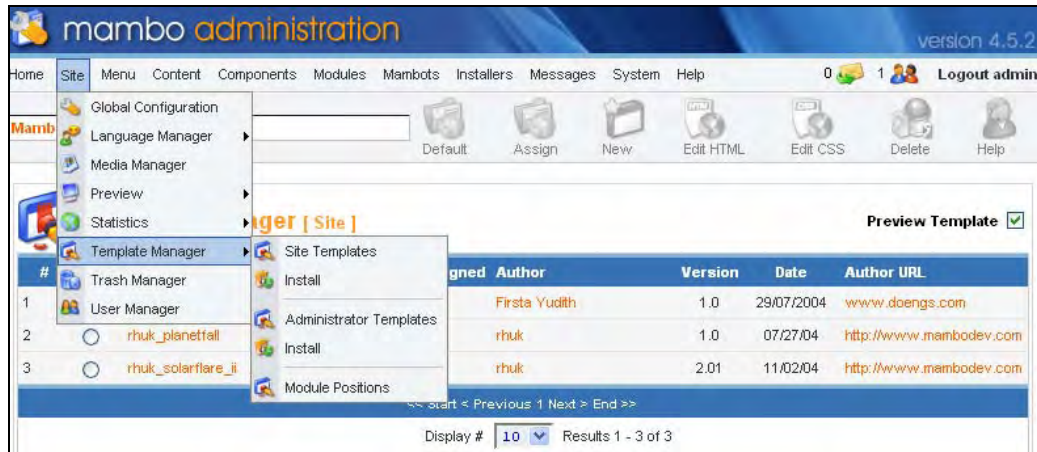 mambo administration
version 4.5.2
Home Site Menu Content Components Modules Mambots Installers Messages System Help 0 1 Logout admin
Global Configuration
Language Manager
Media Manager
Preview
Statistics
Template Manager
Trash Manager
User Manager
Mamb
Default Assign New Edit HTML Edit CSS Delete Help
[ Site ]
Preview Template
Site Templates
Install
Administrator Templates
Install
Module Positions
# Author Version Date Author URL
1 Firsta Yudith 1.0 29/07/2004 www.doengs.com
2 rhuk_planetfall rhuk 1.0 07/27/04 http://www.mambodev.com
3 rhuk_solarflare_ii rhuk 2.01 11/02/04 http://www.mambodev.com
<< Start < Previous 1 Next > End >>
Display # 10 Results 1 - 3 of 3